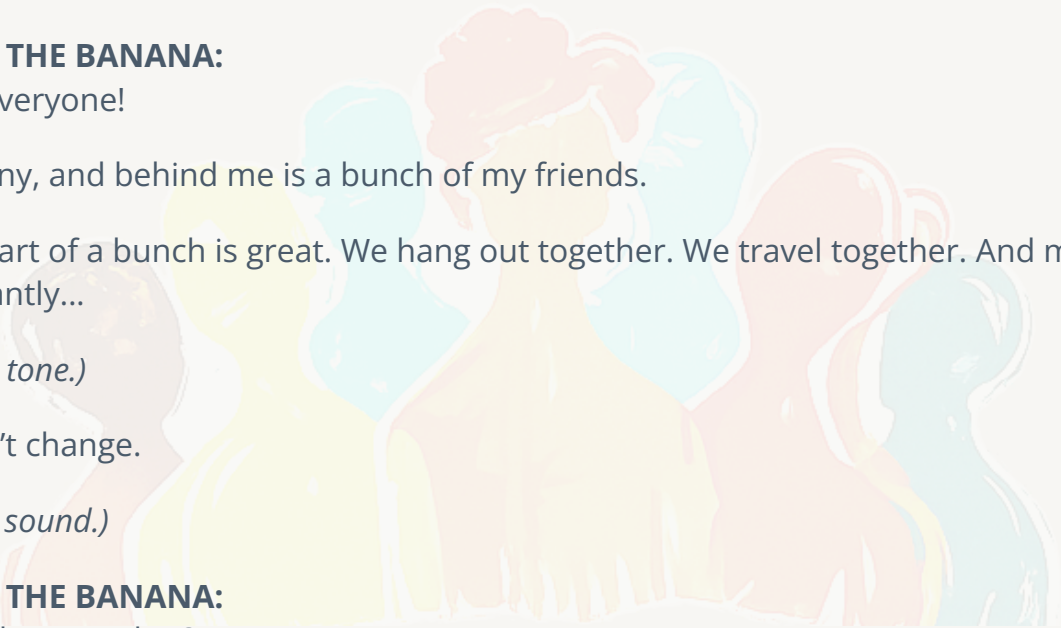 THE BANANA:
veryone!
ny, and behind me is a bunch of my friends.
art of a bunch is great. We hang out together. We travel together. And m
antly...
tone.)
’t change.
sound.)
THE BANANA: